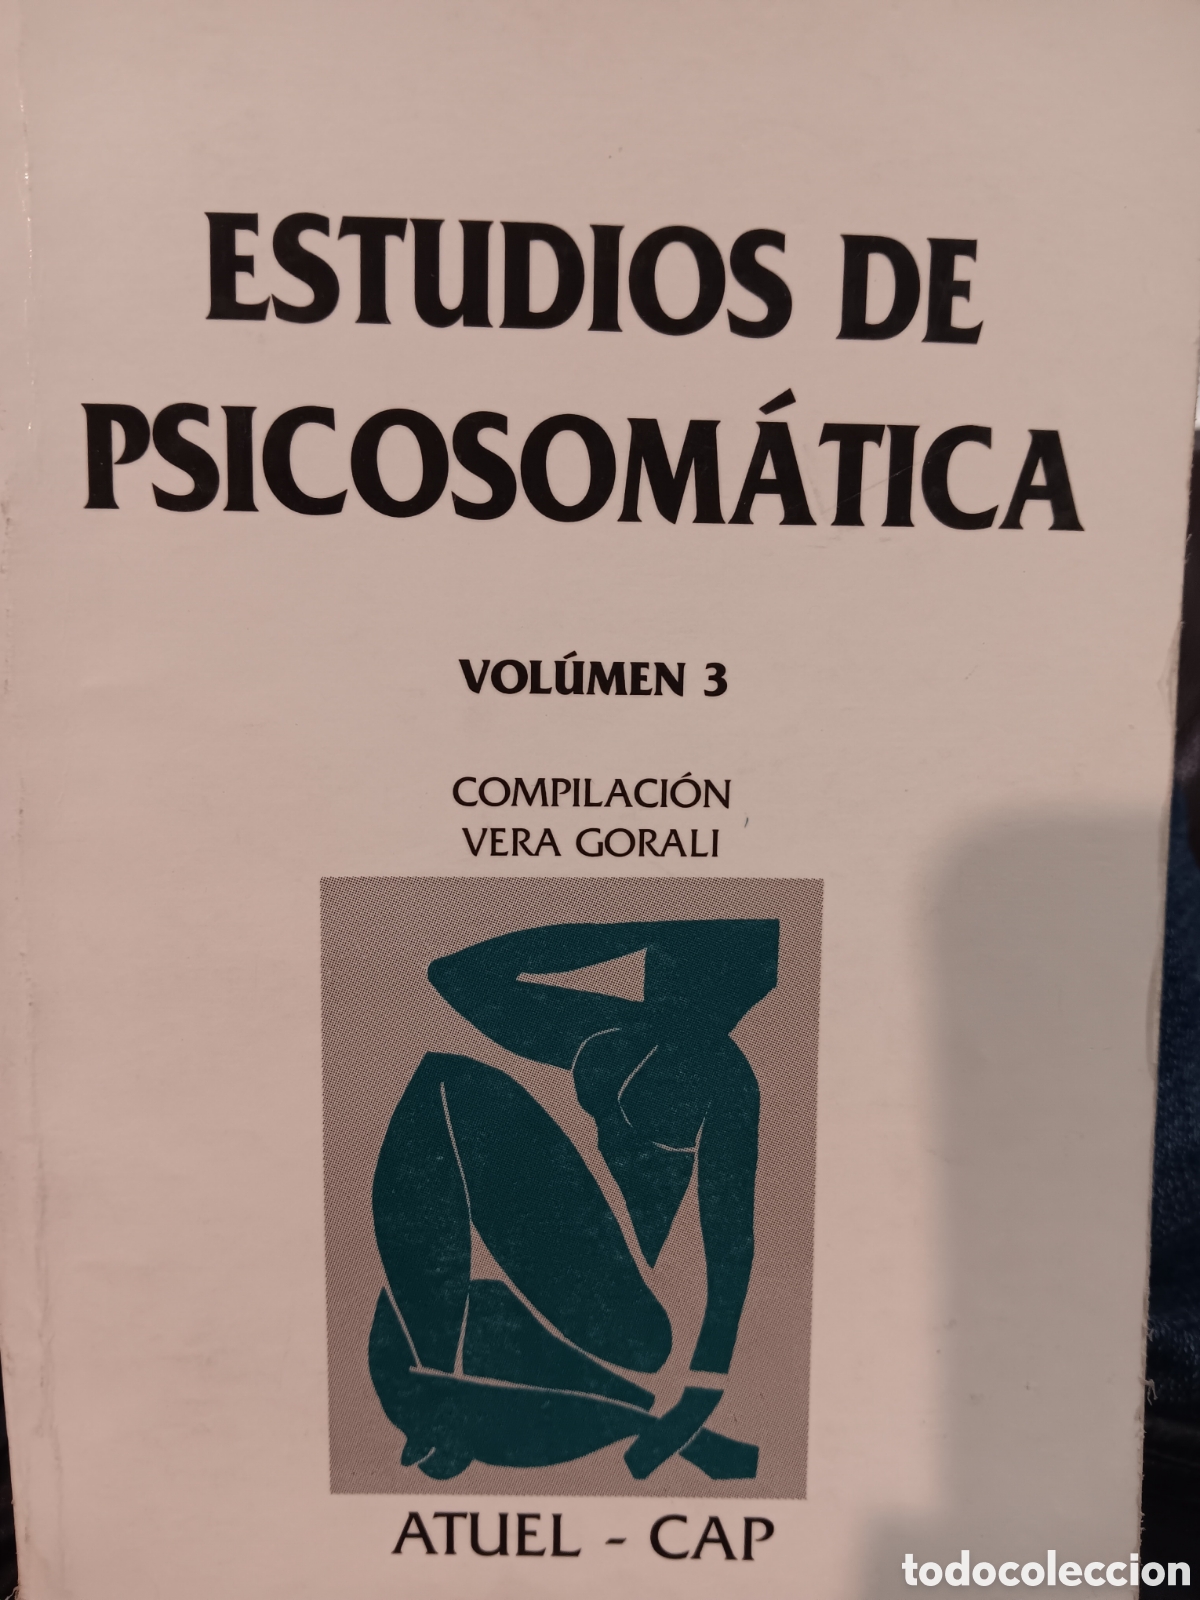 ESTUDIOS DE
PSICOSOMÁTICA
VOLÚMEN 3
COMPILACIÓN
VERA GORALI
ATUEL - CAP
todocoleccion